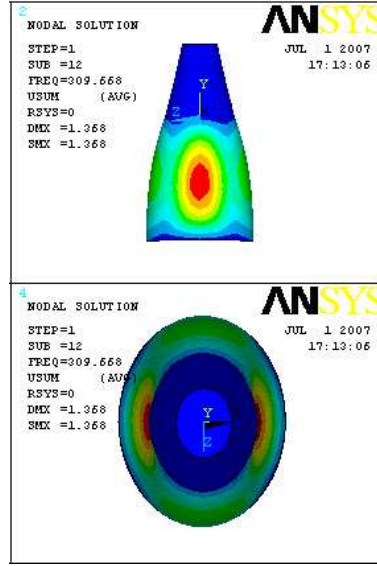 2
ANSYS
NODAL SOLUTION
JUL 1 2007
17:13:06
STEP=1
SUB =12
FREQ=309.668
USUM (AVG)
RSYS=0
DMX =1.368
SMX =1.368
Y
Z
4
ANSYS
NODAL SOLUTION
JUL 1 2007
17:13:06
STEP=1
SUB =12
FREQ=309.668
USUM (AVG)
RSYS=0
DMX =1.368
SMX =1.368
Y
Z